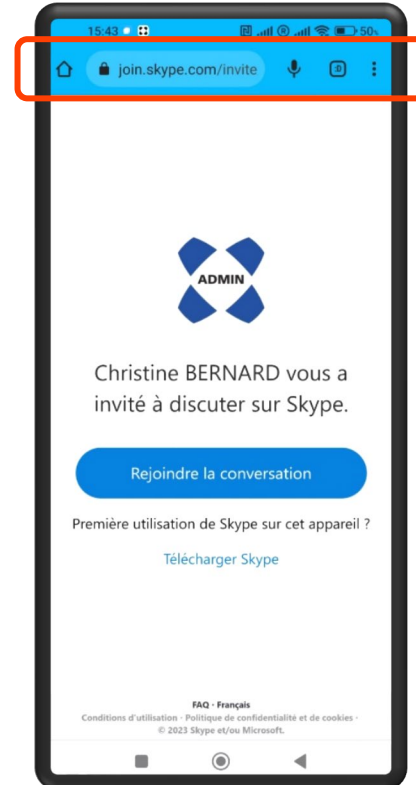 15:43
50%
join.skype.com/invite
:D
ADMIN
Christine BERNARD vous a
invité à discuter sur Skype.
Rejoindre la conversation
Première utilisation de Skype sur cet appareil ?
Télécharger Skype
FAQ · Français
Conditions d'utilisation · Politique de confidentialité et de cookies ·
© 2023 Skype et/ou Microsoft.